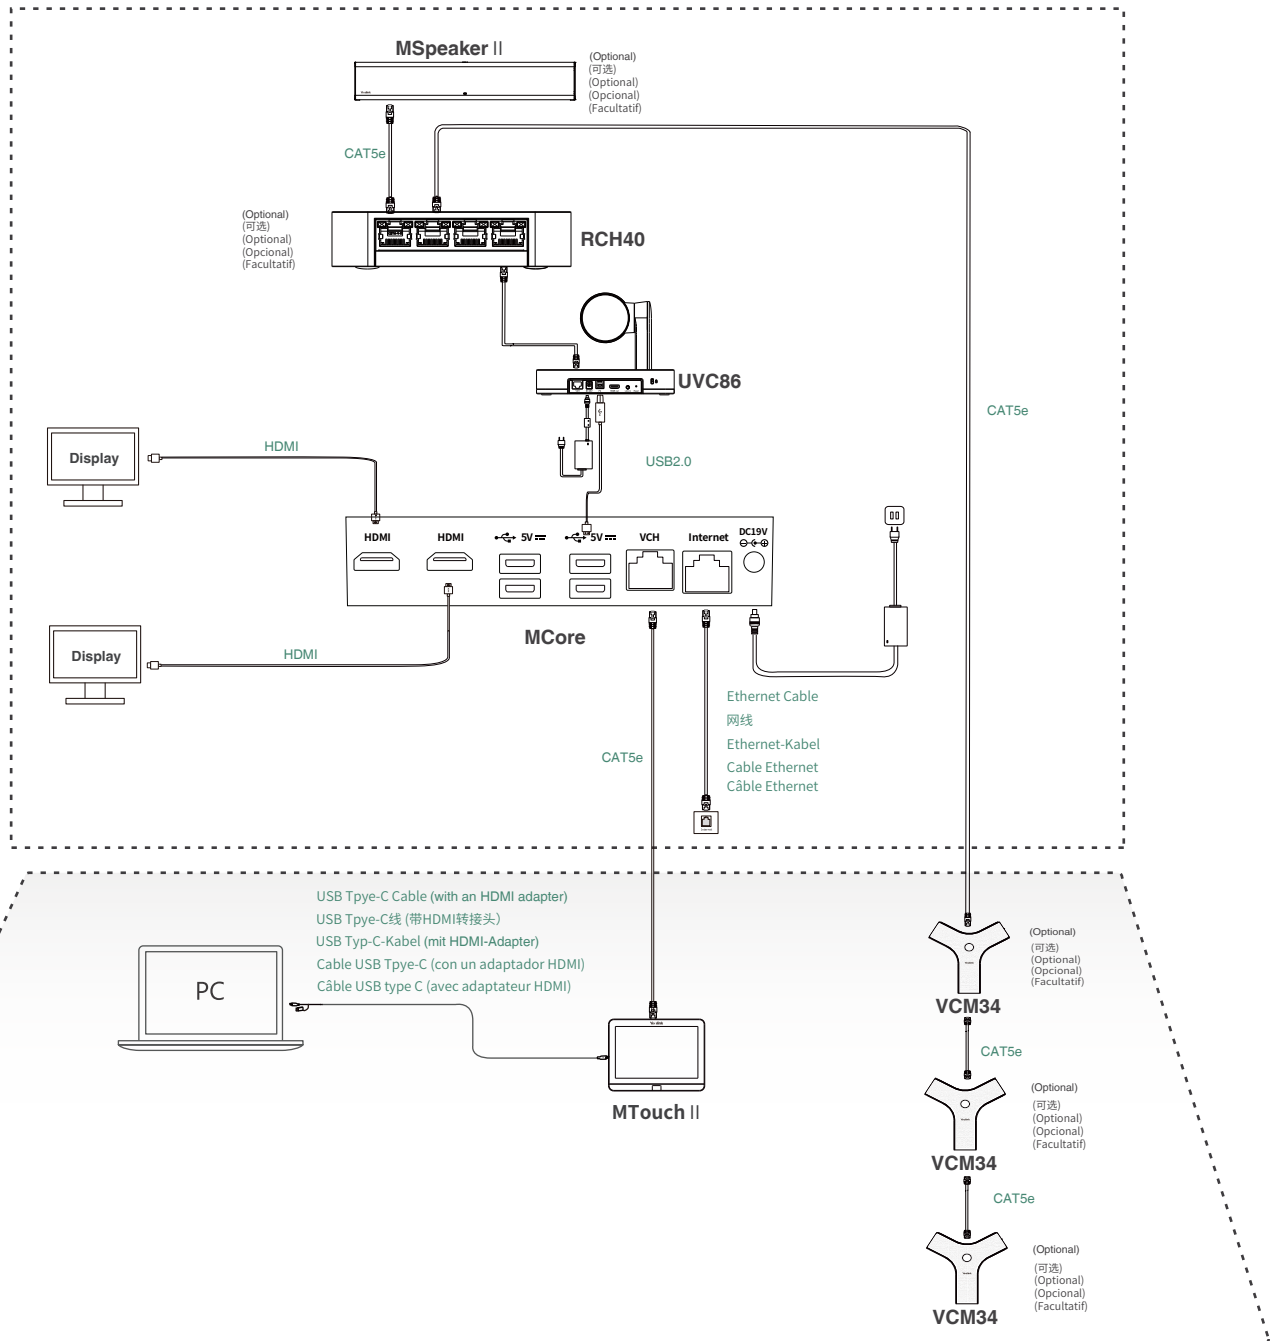 MSpeaker II
(Optional)
(可选)
(Optional)
(Opcional)
(Facultatif)
CAT5e
(Optional)
(可选)
(Optional)
(Opcional)
(Facultatif)
RCH40
UVC86
CAT5e
Display
HDMI
USB2.0
HDMI
HDMI
5V
5V
VCH
Internet
DC19V
MCore
Display
HDMI
Ethernet Cable
网线
Ethernet-Kabel
Cable Ethernet
Câble Ethernet
CAT5e
USB Tpye-C Cable (with an HDMI adapter)
USB Tpye-C线 (带HDMI转接头)
USB Typ-C-Kabel (mit HDMI-Adapter)
Cable USB Tpye-C (con un adaptador HDMI)
Câble USB type C (avec adaptateur HDMI)
PC
MTouch II
(Optional)
(可选)
(Optional)
(Opcional)
(Facultatif)
VCM34
CAT5e
(Optional)
(可选)
(Optional)
(Opcional)
(Facultatif)
VCM34
CAT5e
(Optional)
(可选)
(Optional)
(Opcional)
(Facultatif)
VCM34